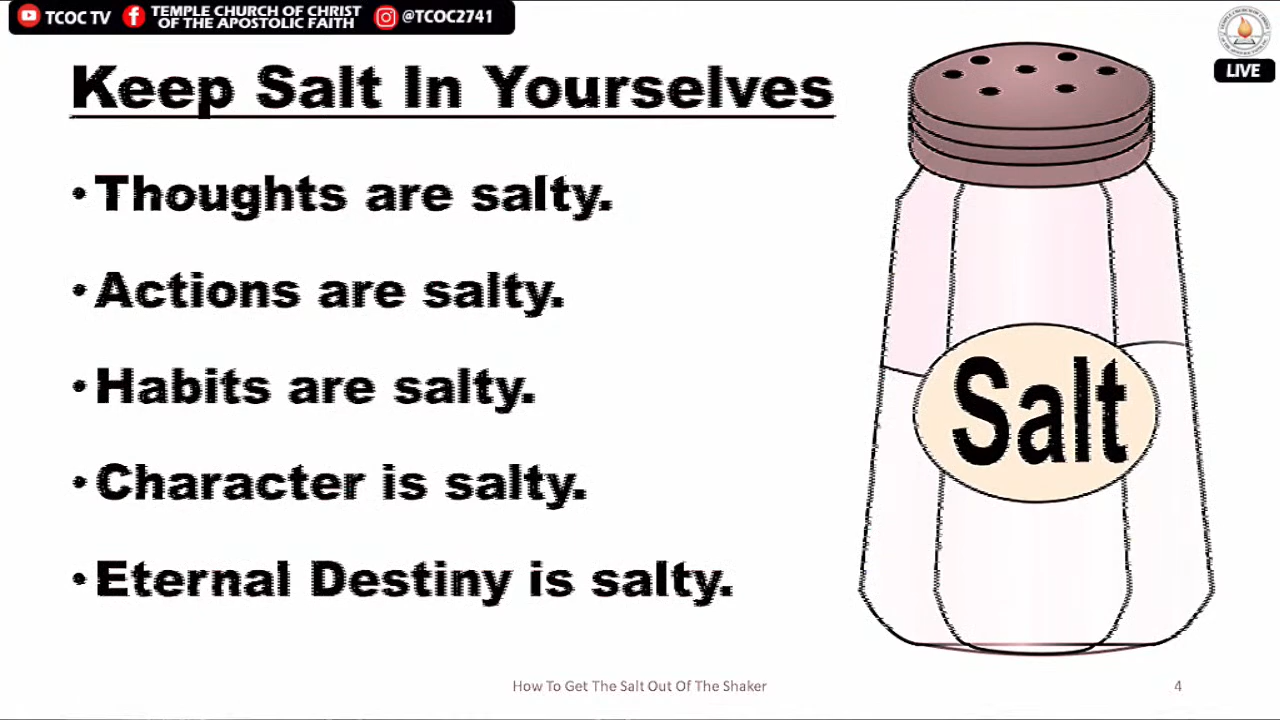 TCOC TV
TEMPLE CHURCH OF CHRIST
OF THE APOSTOLIC FAITH
@TCOC2741
LIVE
Keep Salt In Yourselves
• Thoughts are salty.
• Actions are salty.
• Habits are salty.
• Character is salty.
• Eternal Destiny is salty.
Salt
How To Get The Salt Out Of The Shaker
4